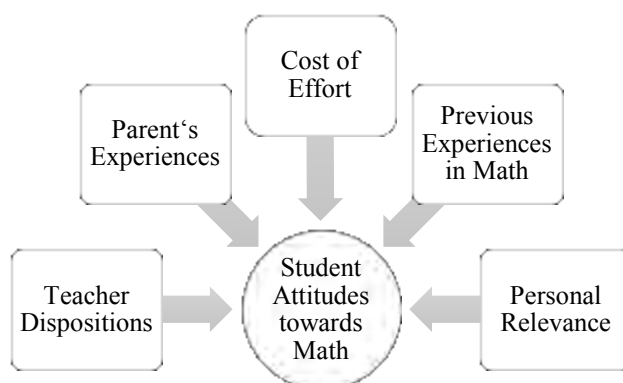 Cost of
Effort
Parent‘s
Experiences
Previous
Experiences
in Math
Teacher
Dispositions
Student
Attitudes
towards
Math
Personal
Relevance